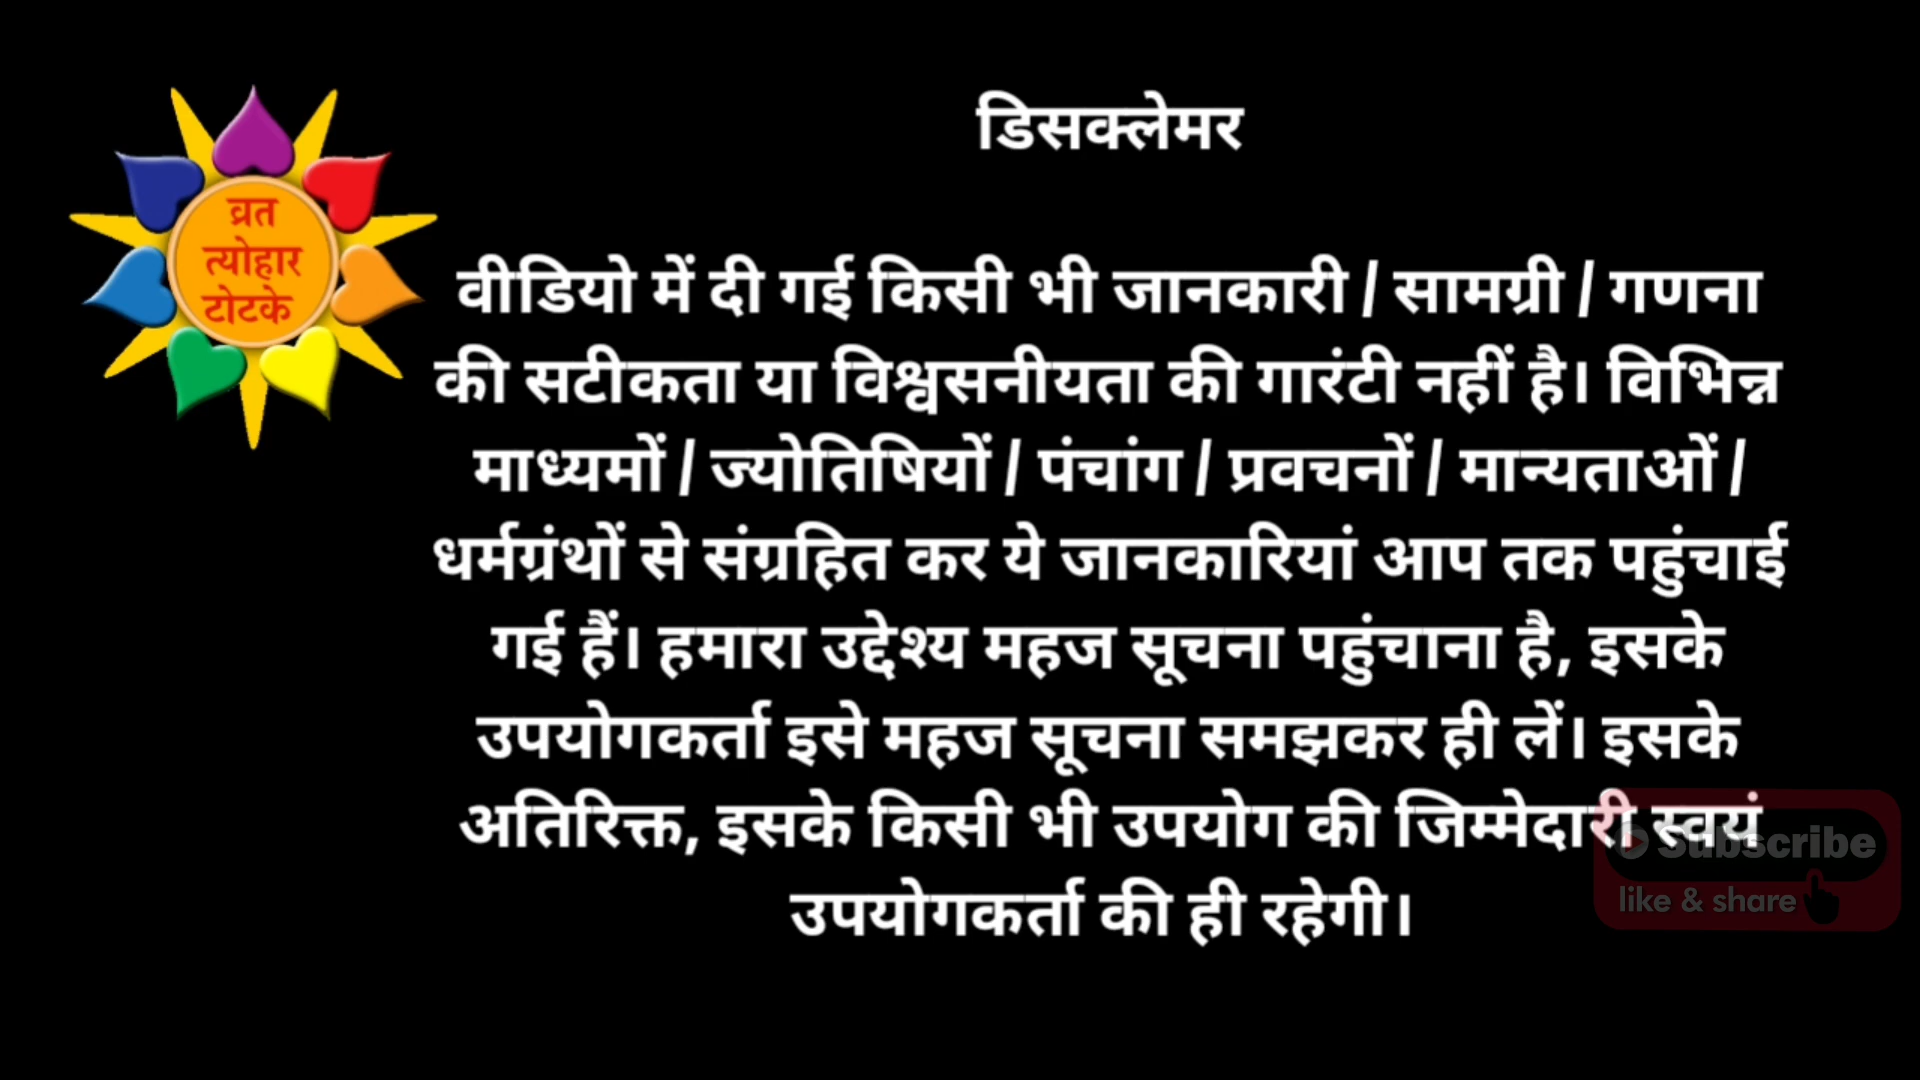 डिसक्लेमर
व्रत
त्योहार
टोटके
वीडियो में दी गई किसी भी जानकारी / सामग्री / गणना
की सटीकता या विश्वसनीयता की गारंटी नहीं है। विभिन्न
माध्यमों / ज्योतिषियों / पंचांग / प्रवचनों / मान्यताओं /
धर्मग्रंथों से संग्रहित कर ये जानकारियां आप तक पहुंचाई
गई हैं। हमारा उद्देश्य महज सूचना पहुंचाना है, इसके
उपयोगकर्ता इसे महज सूचना समझकर ही लें। इसके
अतिरिक्त, इसके किसी भी उपयोग की जिम्मेदारी स्वयं
उपयोगकर्ता की ही रहेगी।
Subscribe
like & share